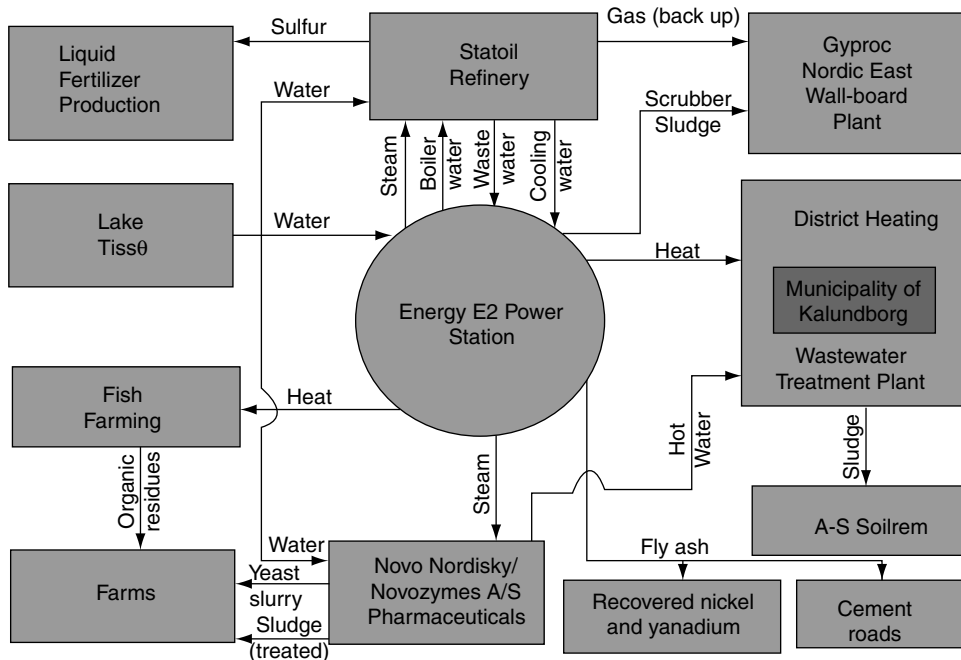 Sulfur
Gas (back up)
Liquid
Fertilizer
Production
Statoil
Refinery
Gyproc
Nordic East
Wall-board
Plant
Water
Scrubber
Sludge
Steam
Boiler
water
Waste
water
Cooling
water
Lake
Tissθ
Water
Heat
District Heating
Municipality of
Kalundborg
Wastewater
Treatment Plant
Energy E2 Power
Station
Fish
Farming
Heat
Hot
Water
Sludge
Organic
residues
Steam
A-S Soilrem
Water
Fly ash
Farms
Yeast
slurry
Sludge
(treated)
Novo Nordisky/
Novozymes A/S
Pharmaceuticals
Recovered nickel
and yanadium
Cement
roads